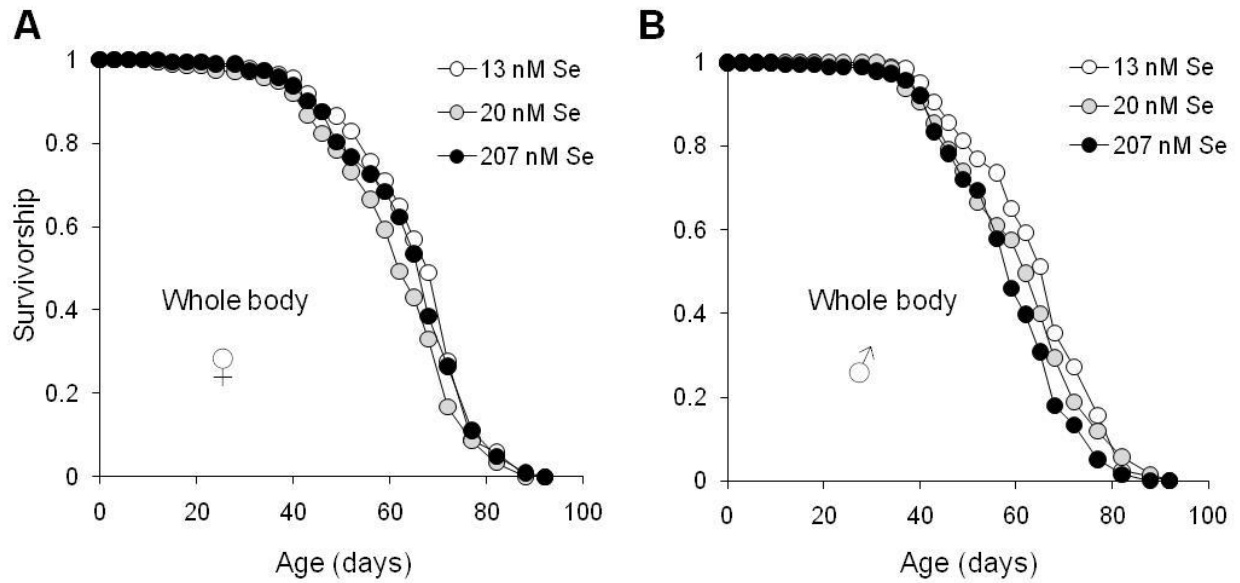 A
B
1
0.8
0.6
0.4
0.2
0
Survivorship
13 nM Se
20 nM Se
207 nM Se
Whole body
♀
0 20 40 60 80 100
Age (days)
1
0.8
0.6
0.4
0.2
0
13 nM Se
20 nM Se
207 nM Se
Whole body
♂
0 20 40 60 80 100
Age (days)